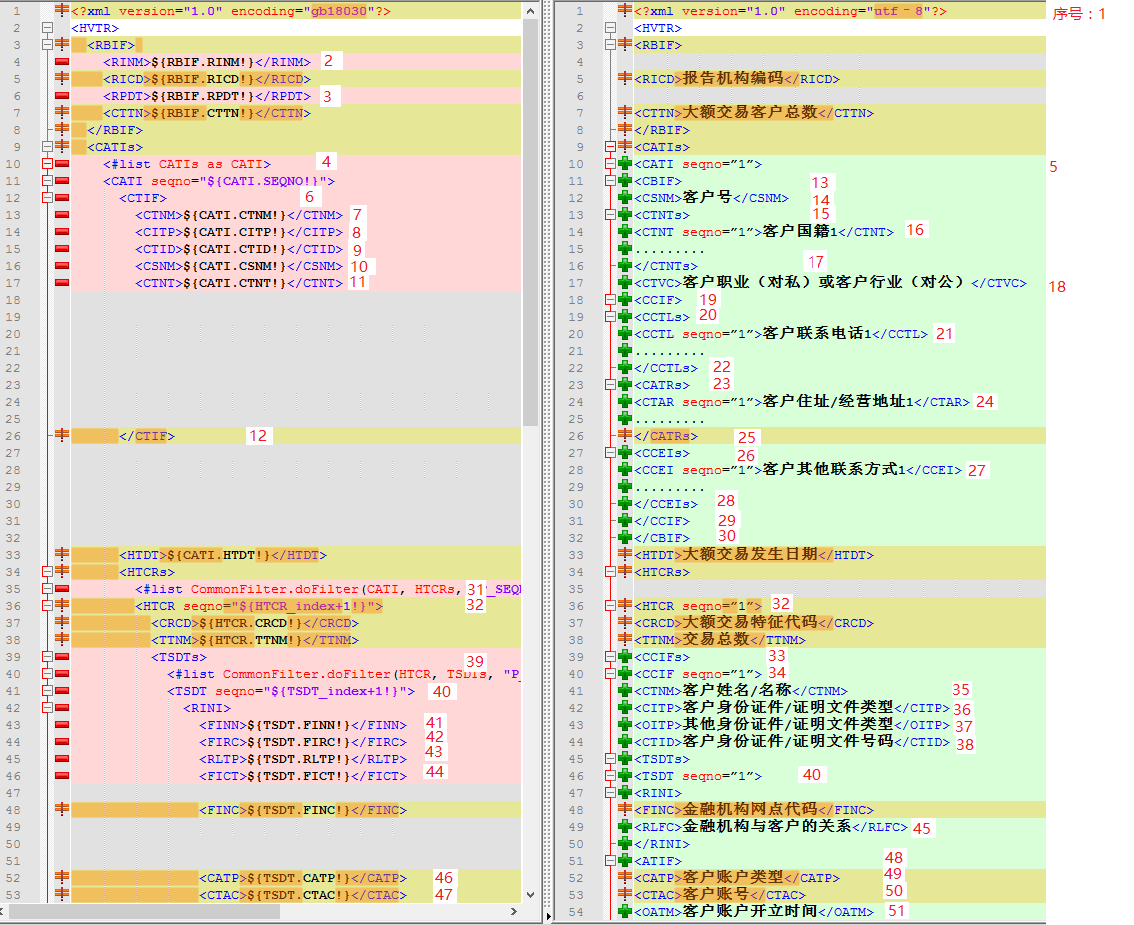 1 <?xml version="1.0" encoding="gb18030"?>
2 <HVTR>
3 <RBIF>
4 <RINM>${RBIF.RINM!}</RINM> 2
5 <RICD>${RBIF.RICD!}</RICD>
6 <RPDT>${RBIF.RPDT!}</RPDT> 3
7 <CTTN>${RBIF.CTTN!}</CTTN>
8 </RBIF>
9 <CATIs>
10 <#list CATIs as CATI> 4
11 <CATI seqno="${CATI.SEQNO!}">
12 <CTIF> 6
13 <CTNM>${CATI.CTNM!}</CTNM> 7
14 <CITP>${CATI.CITP!}</CITP> 8
15 <CTID>${CATI.CTID!}</CTID> 9
16 <CSNM>${CATI.CSNM!}</CSNM> 10
17 <CTNT>${CATI.CTNT!}</CTNT> 11
18
19
20
21
22
23
24
25
26 </CTIF> 12
27
28
29
30
31
32
33 <HTDT>${CATI.HTDT!}</HTDT>
34 <HTCRs>
35 <#list CommonFilter.doFilter(CATI, HTCRs, 31 _SEQ
36 <HTCR seqno="${HTCR_index+1!}"> 32
37 <CRCD>${HTCR.CRCD!}</CRCD>
38 <TTNM>${HTCR.TTNM!}</TTNM>
39 <TSDTs> 39
40 <#list CommonFilter.doFilter(HTCR, TSDTs, "P_
41 <TSDT seqno="${TSDT_index+1!}"> 40
42 <RINI>
43 <FINN>${TSDT.FINN!}</FINN> 41
44 <FIRC>${TSDT.FIRC!}</FIRC> 42
45 <RLTP>${TSDT.RLTP!}</RLTP> 43
46 <FICT>${TSDT.FICT!}</FICT> 44
47
48 <FINC>${TSDT.FINC!}</FINC>
49
50
51
52 <CATP>${TSDT.CATP!}</CATP> 46
53 <CTAC>${TSDT.CTAC!}</CTAC> 47
1 <?xml version="1.0" encoding="utf-8"?> 序号：1
2 <HVTR>
3 <RBIF>
4
5 <RICD>报告机构编码</RICD>
6
7 <CTTN>大额交易客户总数</CTTN>
8 </RBIF>
9 <CATIs>
10 <CATI seqno="1"> 5
11 <CBIF> 13
12 <CSNM>客户号</CSNM> 14
13 <CTNTs> 15
14 <CTNT seqno="1">客户国籍1</CTNT> 16
15 .........
16 </CTNTs> 17
17 <CTVC>客户职业（对私）或客户行业（对公）</CTVC> 18
18 <CCIF> 19
19 <CCTLs> 20
20 <CCTL seqno="1">客户联系电话1</CCTL> 21
21 .........
22 </CCTLs> 22
23 <CATRs> 23
24 <CTAR seqno="1">客户住址/经营地址1</CTAR> 24
25 .........
26 </CATRs> 25
27 <CCEIs> 26
28 <CCEI seqno="1">客户其他联系方式1</CCEI> 27
29 .........
30 </CCEIs> 28
31 </CCIF> 29
32 </CBIF> 30
33 <HTDT>大额交易发生日期</HTDT>
34 <HTCRs>
35
36 <HTCR seqno="1"> 32
37 <CRCD>大额交易特征代码</CRCD>
38 <TTNM>交易总数</TTNM>
39 <CCIFs> 33
40 <CCIF seqno="1"> 34
41 <CTNM>客户姓名/名称</CTNM> 35
42 <CITP>客户身份证件/证明文件类型</CITP> 36
43 <OITP>其他身份证件/证明文件类型</OITP> 37
44 <CTID>客户身份证件/证明文件号码</CTID> 38
45 <TSDTs>
46 <TSDT seqno="1"> 40
47 <RINI>
48 <FINC>金融机构网点代码</FINC>
49 <RLFC>金融机构与客户的关系</RLFC> 45
50 </RINI>
51 <ATIF> 48
52 <CATP>客户账户类型</CATP> 49
53 <CTAC>客户账号</CTAC> 50
54 <OATM>客户账户开立时间</OATM> 51